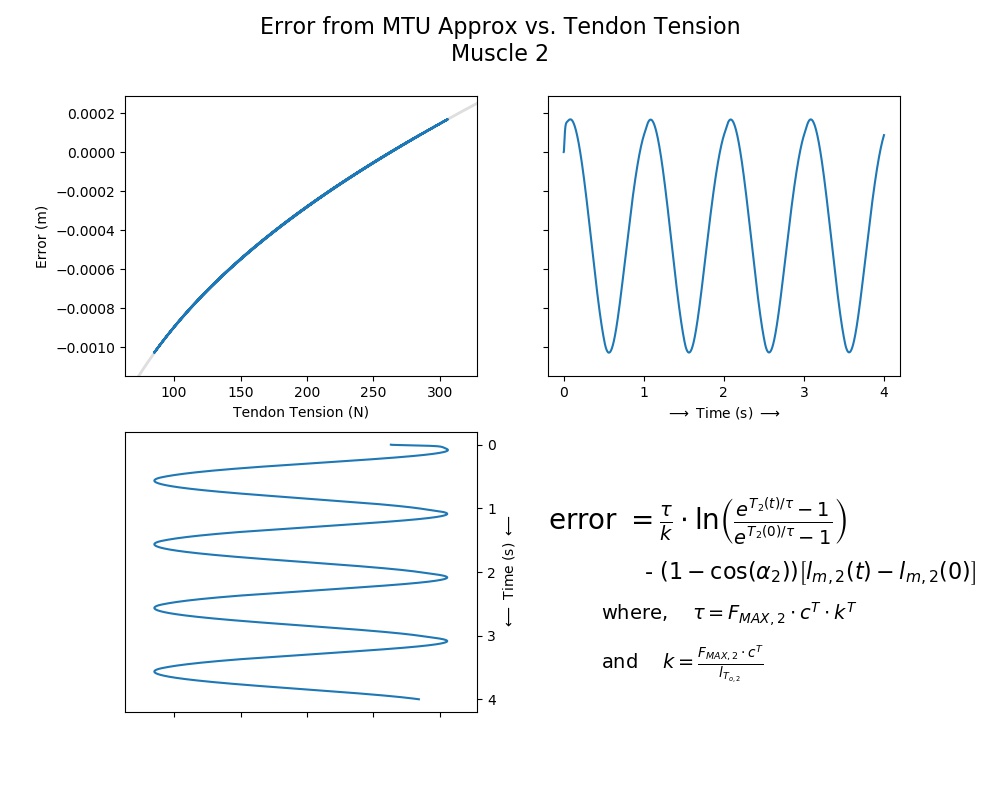 Error from MTU Approx vs. Tendon Tension
Muscle 2
0.0002
0.0000
−0.0002
−0.0004
−0.0006
−0.0008
−0.0010
Error (m)
100 150 200 250 300
Tendon Tension (N)
0 1 2 3 4
⟶ Time (s) ⟶
0
1
2
3
4
⟵ Time (s) ⟵
error = \frac{τ}{k} · ln(\frac{e^{T_2(t)/τ} − 1}{e^{T_2(0)/τ} − 1})
- (1 − cos(α_2))[l_{m,2}(t) − l_{m,2}(0)]
where, τ = F_{MAX,2} · c^T · k^T
and k = \frac{F_{MAX,2} · c^T}{l_{T_{o,2}}}